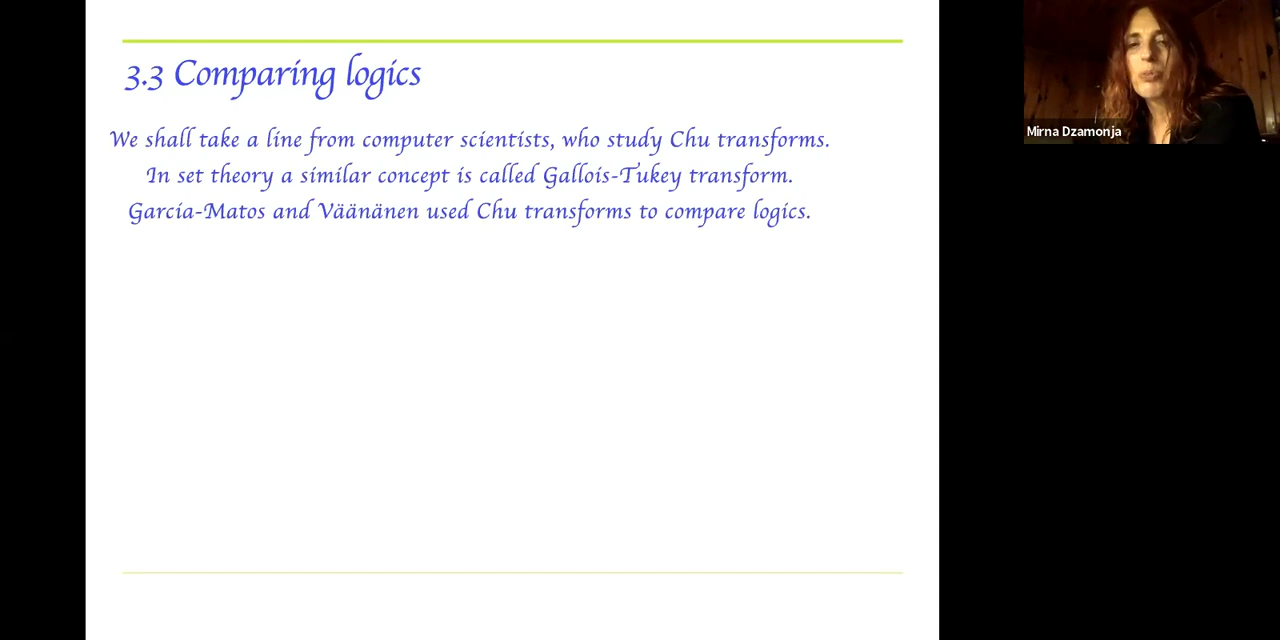 3.3 Comparing logics
We shall take a line from computer scientists, who study Chu transforms.
In set theory a similar concept is called Gallois-Tukey transform.
García-Matos and Väänänen used Chu transforms to compare logics.
Mirna Dzamonja